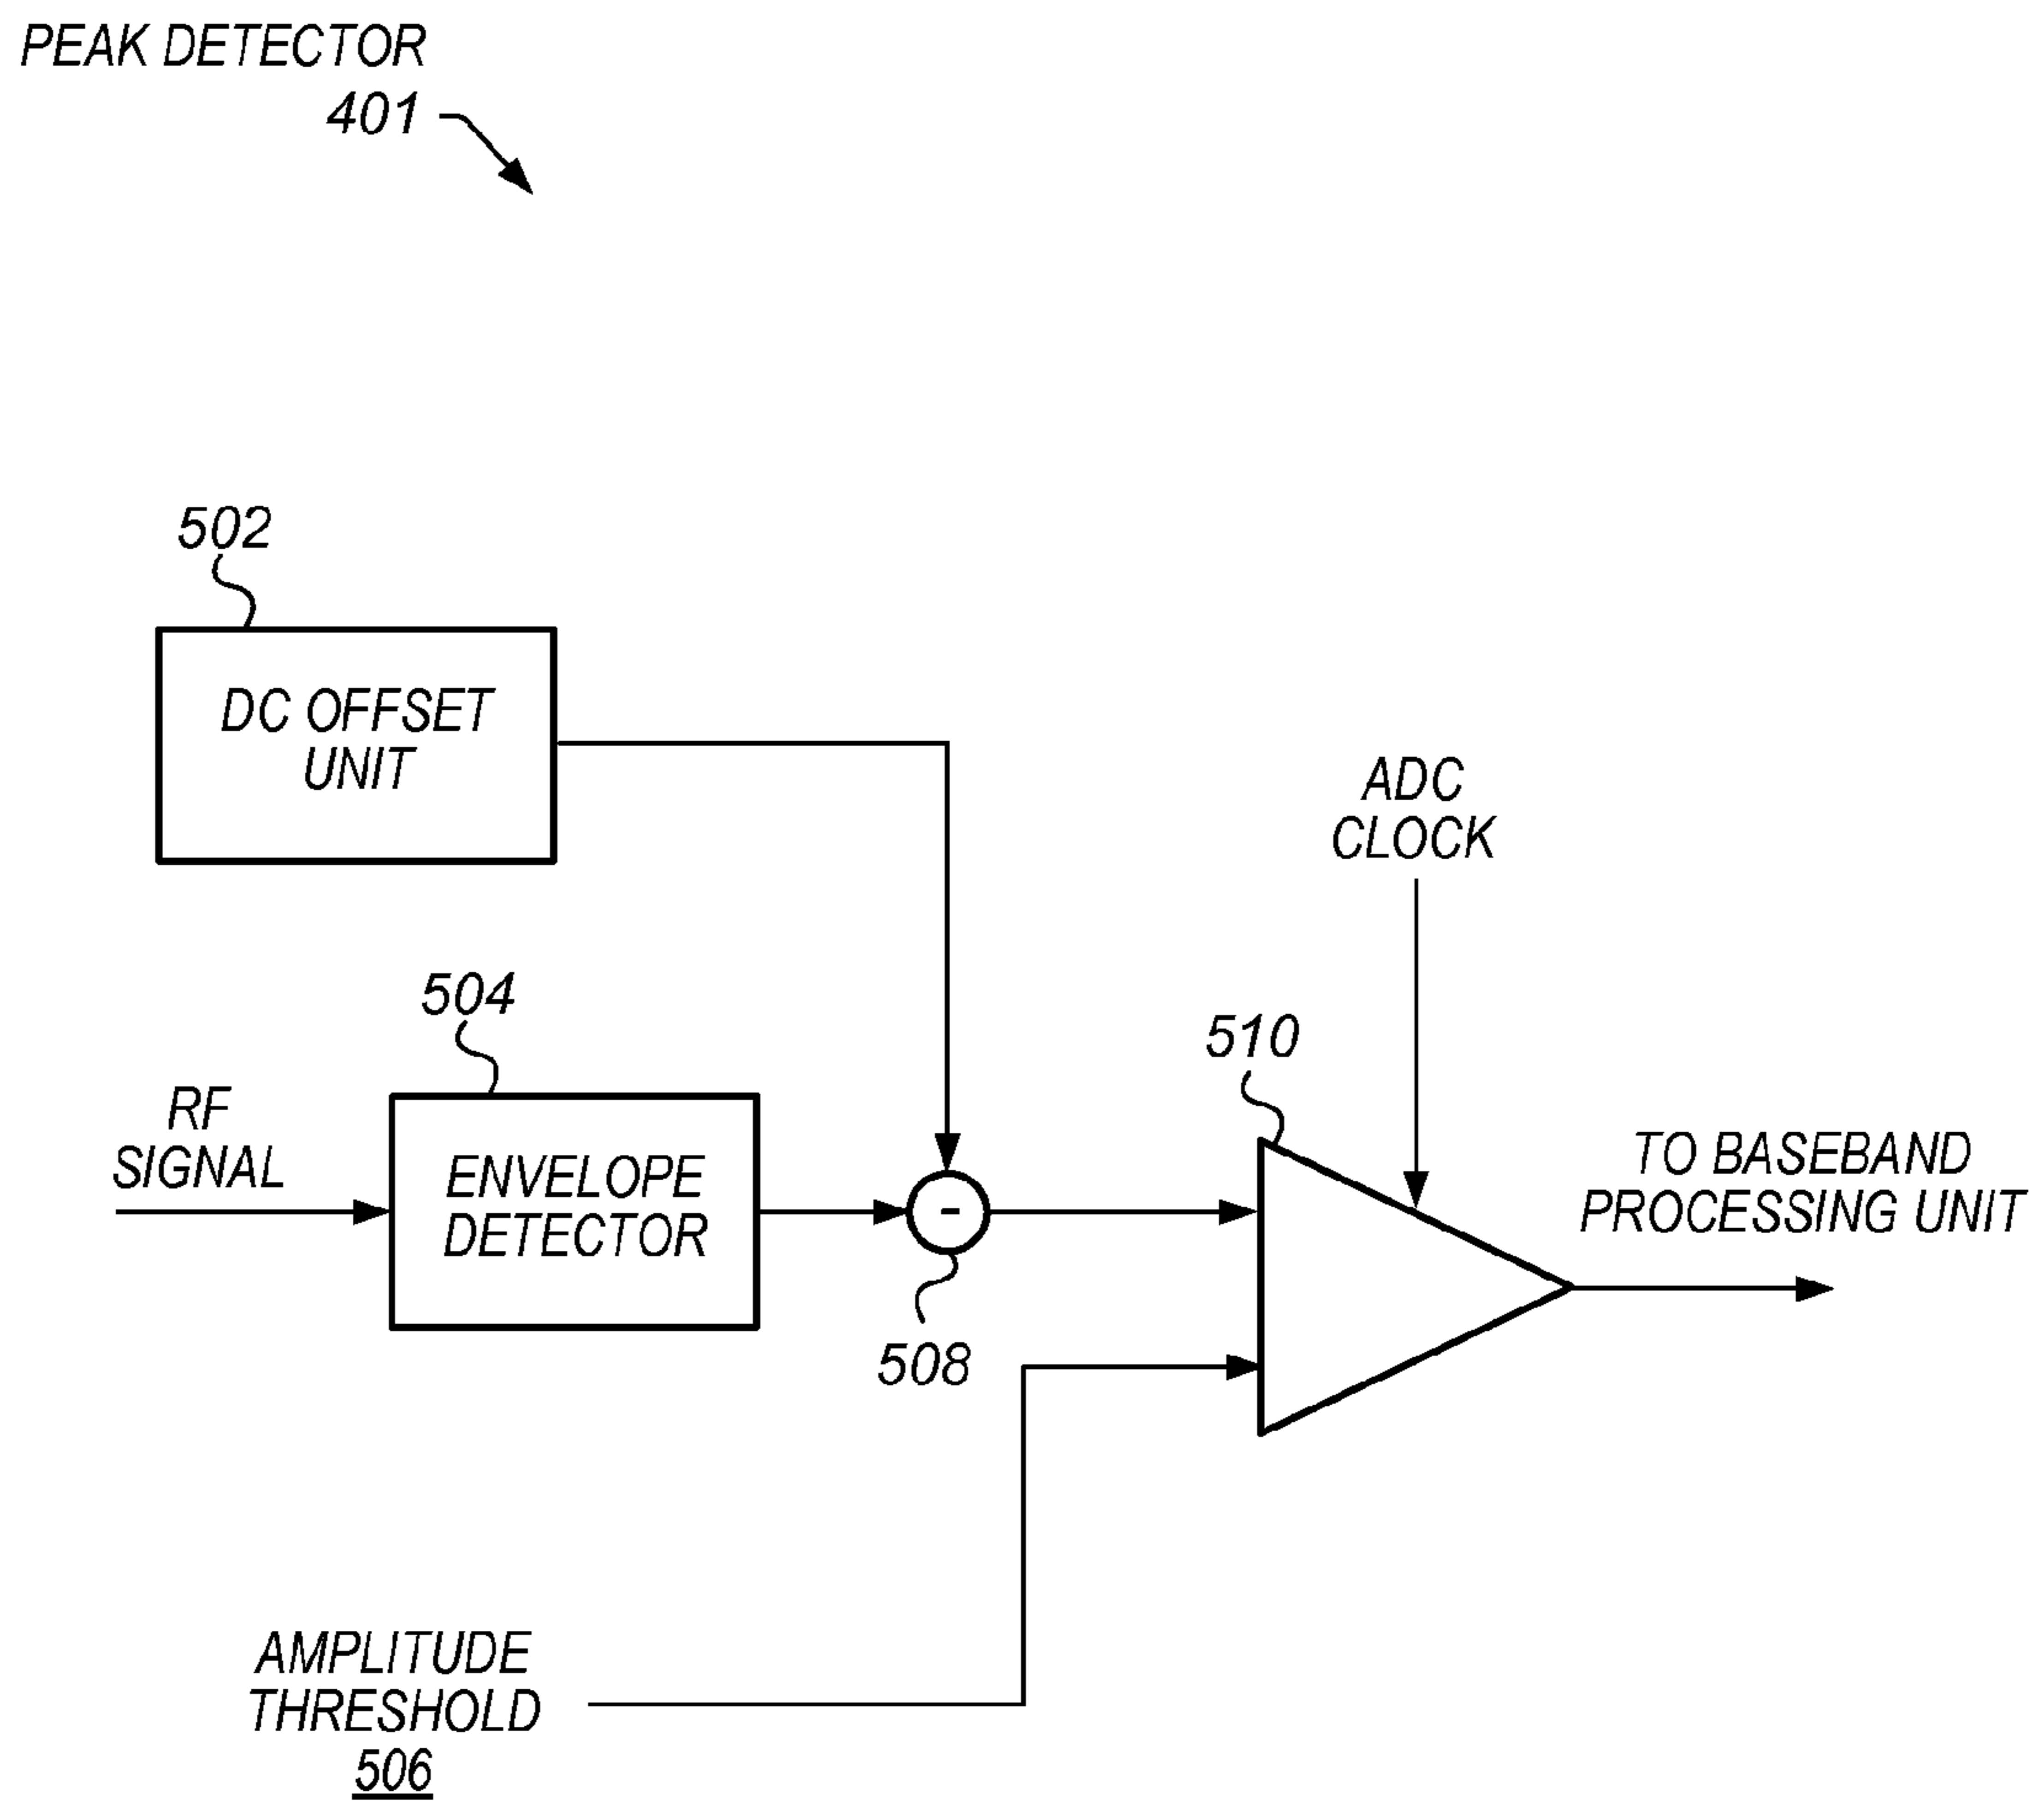 PEAK DETECTOR
401
502
DC OFFSET
UNIT
ADC
CLOCK
504
510
RF
SIGNAL
ENVELOPE
DETECTOR
-
TO BASEBAND
PROCESSING UNIT
508
AMPLITUDE
THRESHOLD
506